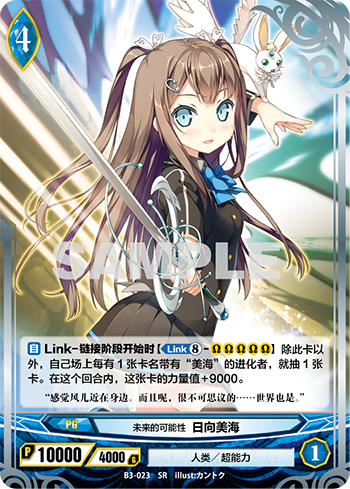 4
SAMPLE
自 Link-链接阶段开始时【Link⑧-ΩΩΩΩΩ】除此卡以
外，自己场上每有1张卡名带有“美海”的进化者，就抽1张
卡。在这个回合内，这张卡的力量值+9000。
“感觉风儿近在身边。而且呢，很不可思议的……世界也是。”
PG 未来的可能性 日向美海
P 10000 / 4000 G 人类／超能力 1
B3-023 SR illust:カントク